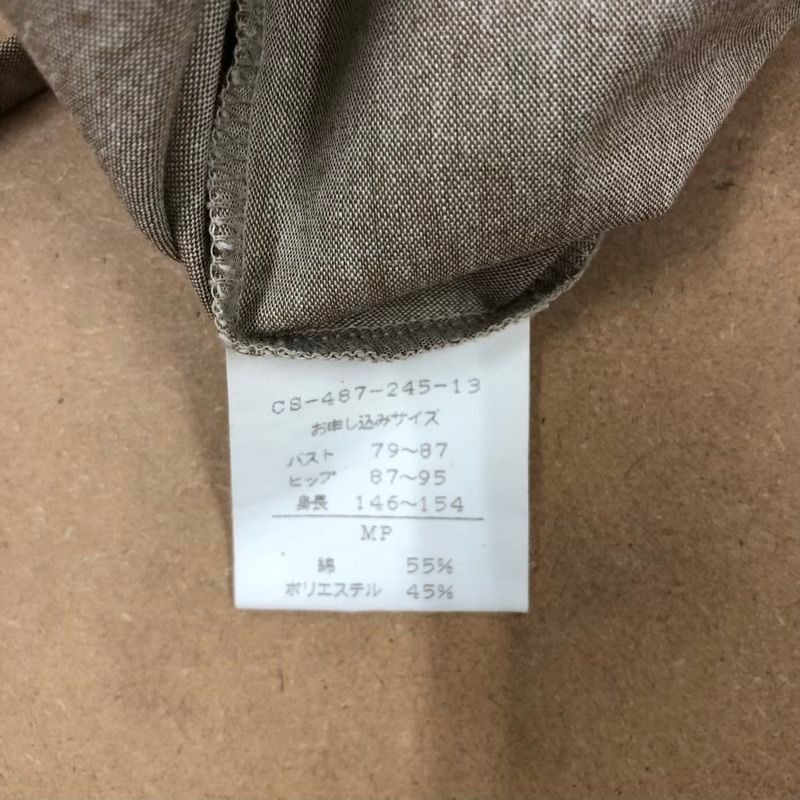 CS-487-245-13
お申し込みサイズ
バスト 79~87
ヒップ 87~95
身長 146~154
MP
綿 55%
ポリエステル 45%